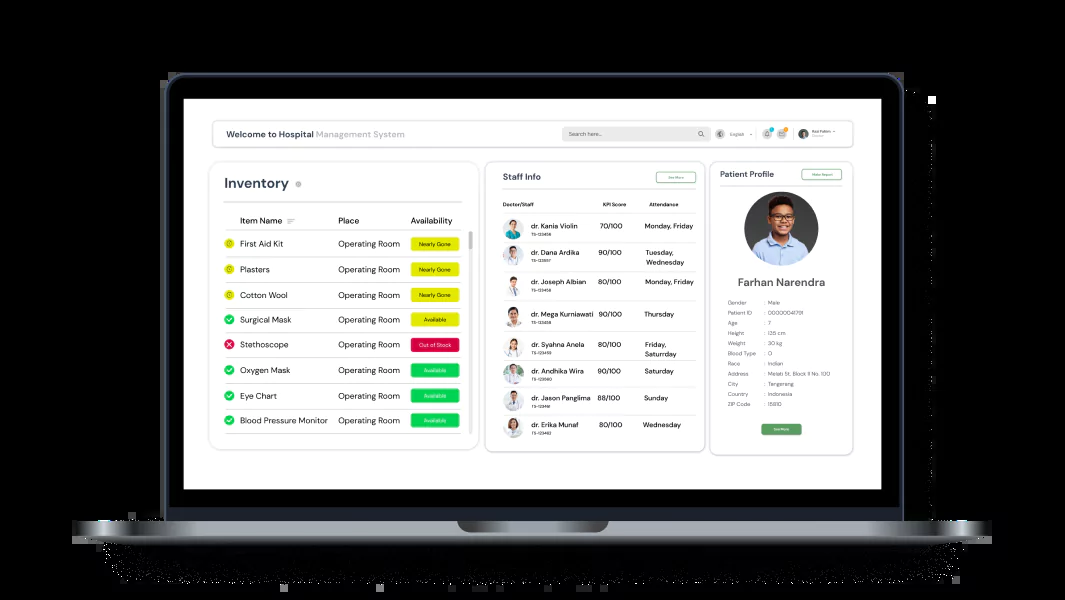 Welcome to Hospital Management System
Search here..
English
Inventory
Item Name Place Availability
First Aid Kit Operating Room Nearly Gone
Plasters Operating Room Nearly Gone
Cotton Wool Operating Room Nearly Gone
Surgical Mask Operating Room Available
Stethoscope Operating Room Out of Stock
Oxygen Mask Operating Room Available
Eye Chart Operating Room Available
Blood Pressure Monitor Operating Room Available
Staff Info
See More
Doctor/Staff KPI Score Attendance
dr. Kania Violin 70/100 Monday, Friday
dr. Dana Ardika 90/100 Tuesday,
Wednesday
dr. Joseph Albian 80/100 Monday, Friday
dr. Mega Kurniawati 90/100 Thursday
dr. Syahna Anela 80/100 Friday,
Saturrday
dr. Andhika Wira 90/100 Saturday
dr. Jason Panglima 88/100 Sunday
dr. Erika Munaf 80/100 Wednesday
Patient Profile
Make Report
Farhan Narendra
Gender : Male
Patient ID : 00000041791
Age : 7
Height : 135 cm
Weight : 30 kg
Blood Type : O
Race : Indian
Address : Melati St. Block II No. 100
City : Tangerang
Country : Indonesia
ZIP Code : 15810
See More